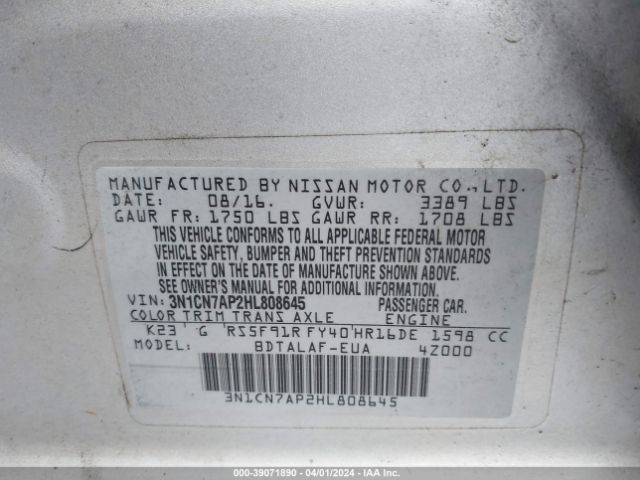 MANUFACTURED BY NISSAN MOTOR CO., LTD.
DATE: 08/16. GVWR: 3389 LBS
GAWR FR: 1750 LBS GAWR RR: 1708 LBS
THIS VEHICLE CONFORMS TO ALL APPLICABLE FEDERAL MOTOR
VEHICLE SAFETY, BUMPER AND THEFT PREVENTION STANDARDS
IN EFFECT ON THE DATE OF MANUFACTURE SHOWN ABOVE.
SEE OWNER'S MANUAL FOR ADDITIONAL INFORMATION.
VIN: 3N1CN7AP2HL808645 PASSENGER CAR.
COLOR TRIM TRANS AXLE ENGINE
K23 G RS5F91R FY40 HR16DE 1598 CC
MODEL: BDTALAF-EUA 4Z000
3N1CN7AP2HL808645
000-39071890 - 04/01/2024 - IAA Inc.